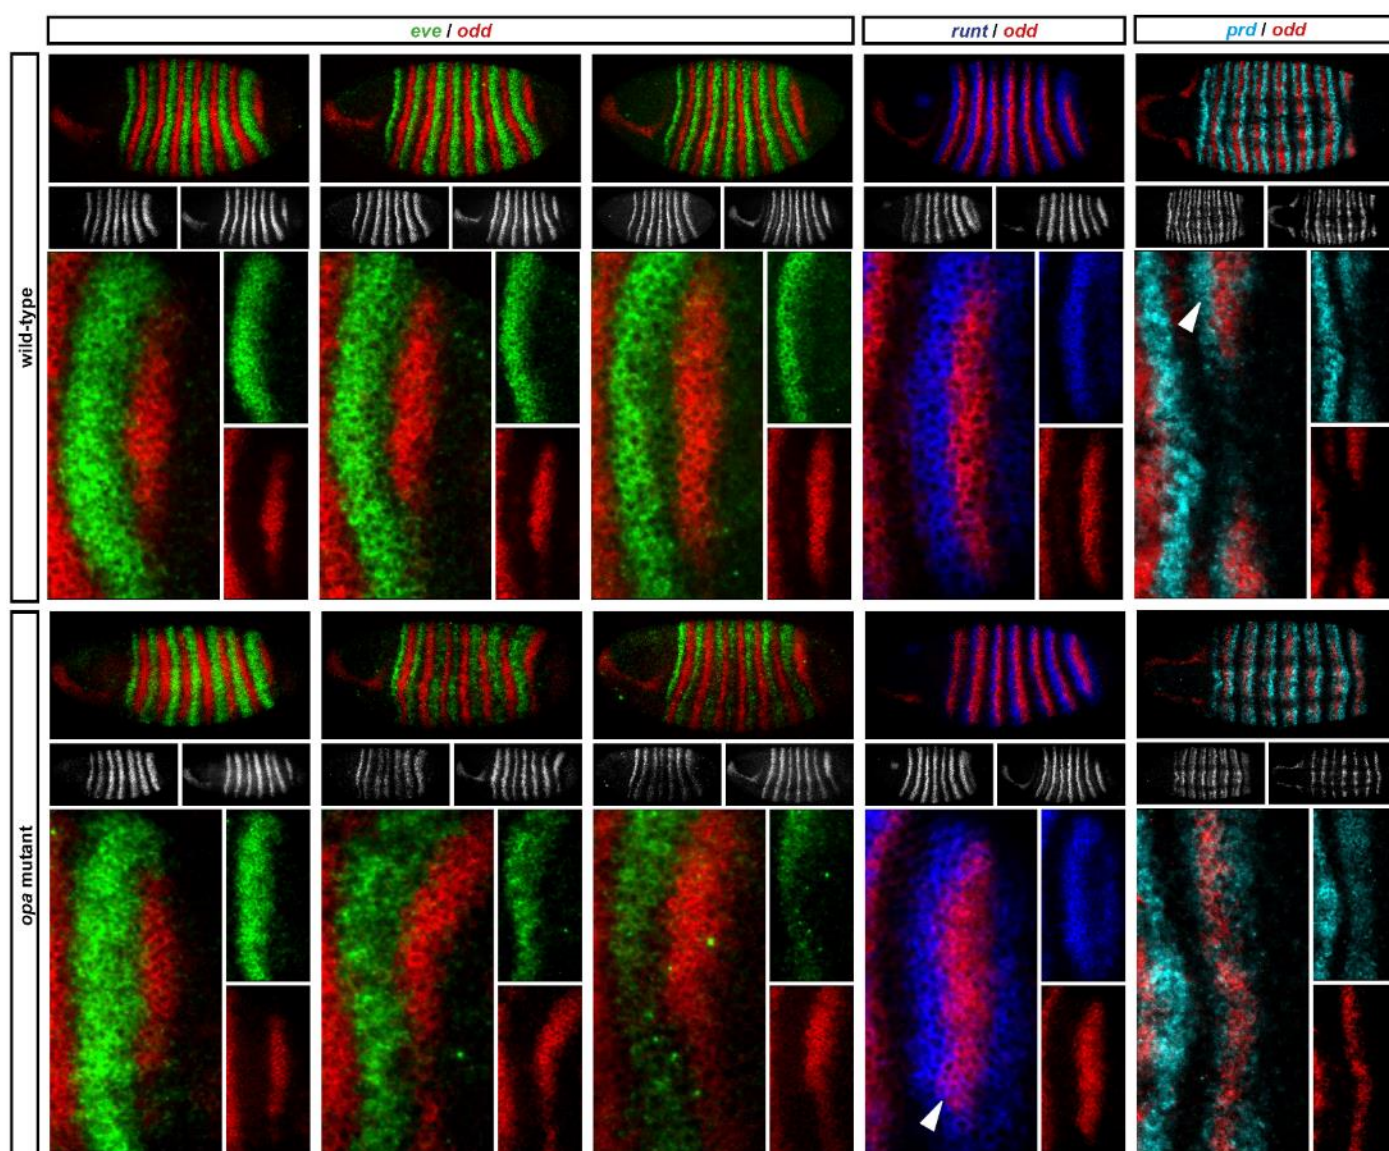 eve / odd
runt / odd
prd / odd
wild-type
opa mutant